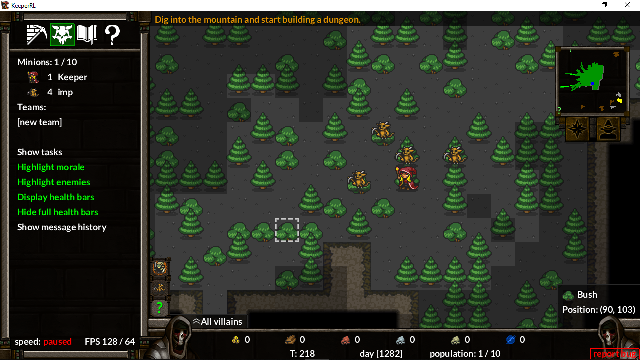 KeeperRL
Dig into the mountain and start building a dungeon.
Minions: 1 / 10
1 Keeper
4 imp
Teams:
[new team]
Show tasks
Highlight morale
Highlight enemies
Display health bars
Hide full health bars
Show message history
?
All villains
Bush
Position: (90, 103)
speed: paused FPS 128 / 64
0 0 0 0 0 0
T: 218 day [1282] population: 1 / 10